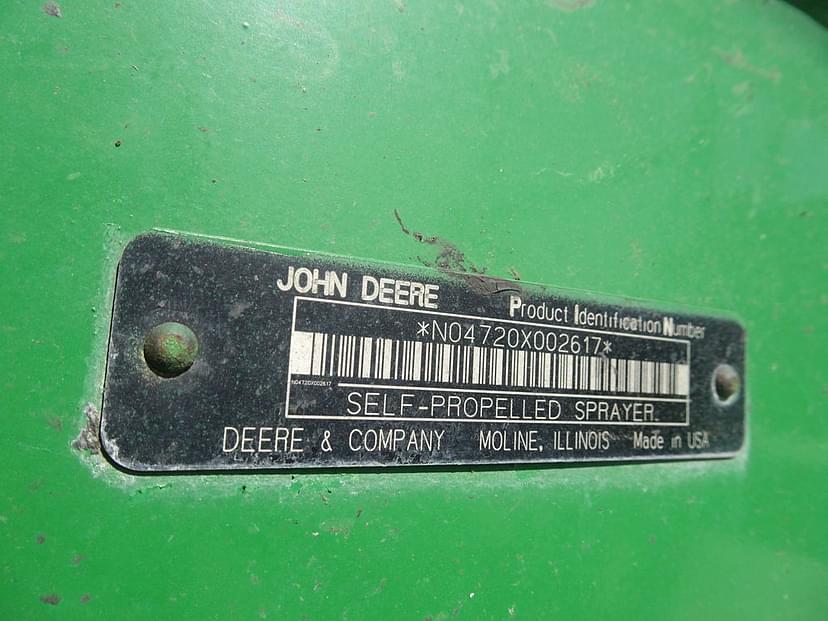 JOHN DEERE
Product Identification Number
*N04720X002617*
N04720X002617
SELF-PROPELLED SPRAYER
DEERE & COMPANY MOLINE, ILLINOIS Made in USA